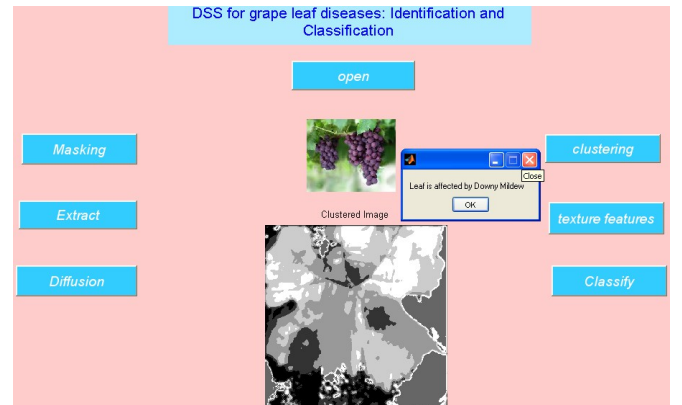 DSS for grape leaf diseases: Identification and
Classification
open
Masking
clustering
Close
Leaf is affected by Downy Mildew
OK
Extract
Clustered Image
texture features
Diffusion
Classify